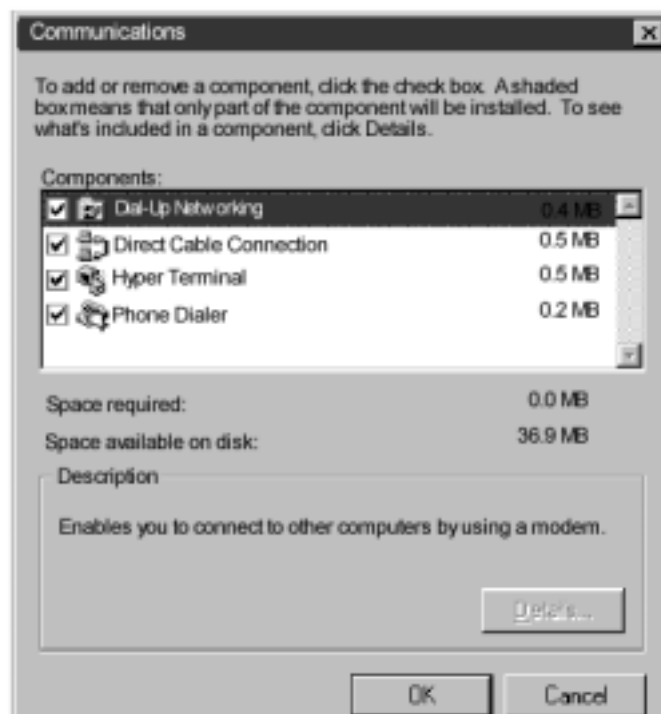 Communications
To add or remove a component, click the check box. A shaded
box means that only part of the component will be installed. To see
what's included in a component, click Details.
Components:
Dial-Up Networking 0.4 MB
Direct Cable Connection 0.5 MB
Hyper Terminal 0.5 MB
Phone Dialer 0.2 MB
Space required: 0.0 MB
Space available on disk: 36.9 MB
Description
Enables you to connect to other computers by using a modem.
Details...
OK Cancel